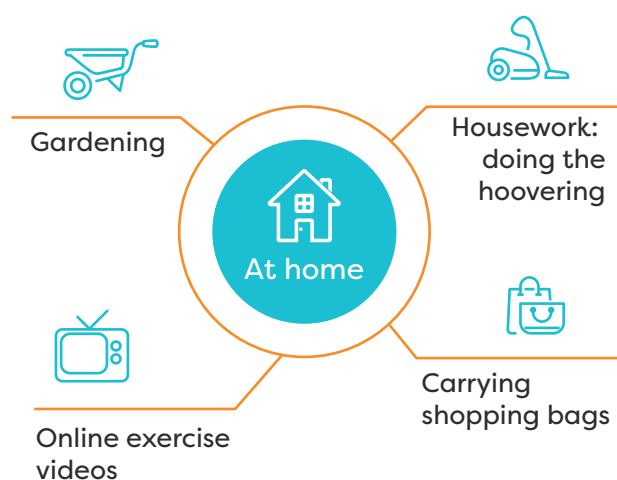 Gardening
Housework:
doing the
hoovering
At home
Online exercise
videos
Carrying
shopping bags